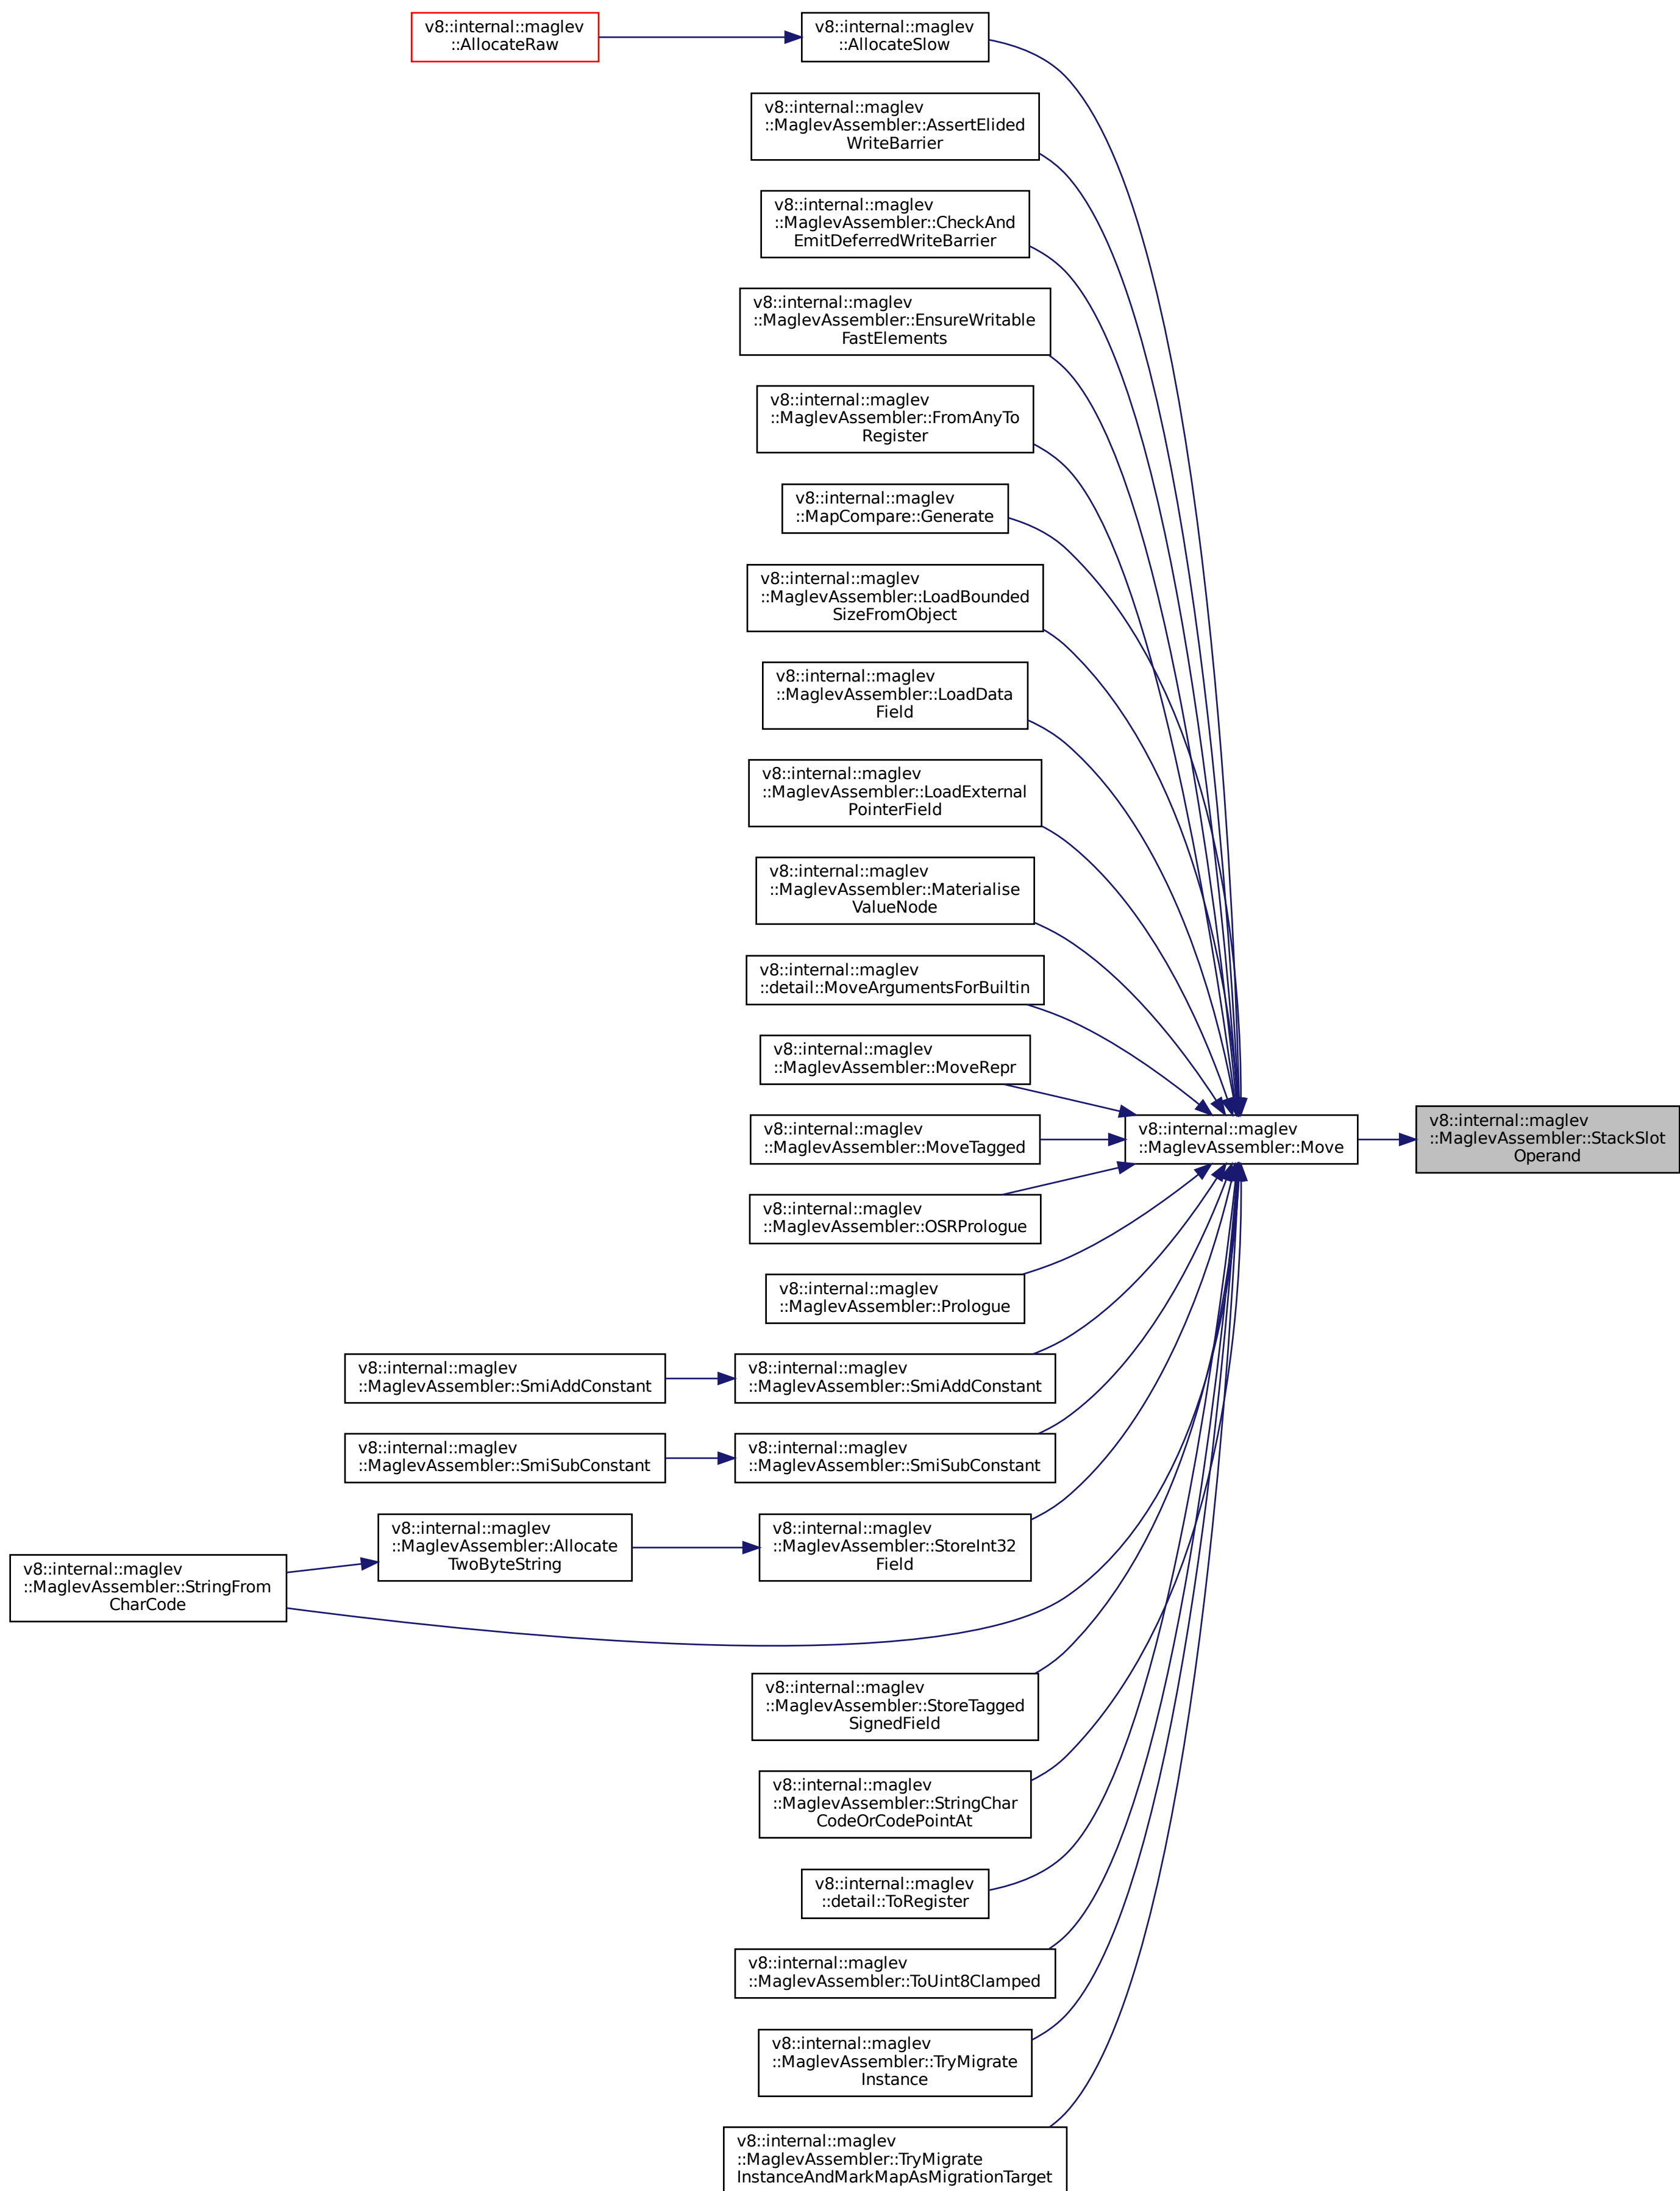 v8::internal::maglev
::AllocateRaw
v8::internal::maglev
::AllocateSlow
v8::internal::maglev
::MaglevAssembler::AssertElided
WriteBarrier
v8::internal::maglev
::MaglevAssembler::CheckAnd
EmitDeferredWriteBarrier
v8::internal::maglev
::MaglevAssembler::EnsureWritable
FastElements
v8::internal::maglev
::MaglevAssembler::FromAnyTo
Register
v8::internal::maglev
::MapCompare::Generate
v8::internal::maglev
::MaglevAssembler::LoadBounded
SizeFromObject
v8::internal::maglev
::MaglevAssembler::LoadData
Field
v8::internal::maglev
::MaglevAssembler::LoadExternal
PointerField
v8::internal::maglev
::MaglevAssembler::Materialise
ValueNode
v8::internal::maglev
::detail::MoveArgumentsForBuiltin
v8::internal::maglev
::MaglevAssembler::MoveRepr
v8::internal::maglev
::MaglevAssembler::MoveTagged
v8::internal::maglev
::MaglevAssembler::Move
v8::internal::maglev
::MaglevAssembler::StackSlot
Operand
v8::internal::maglev
::MaglevAssembler::OSRPrologue
v8::internal::maglev
::MaglevAssembler::Prologue
v8::internal::maglev
::MaglevAssembler::SmiAddConstant
v8::internal::maglev
::MaglevAssembler::SmiAddConstant
v8::internal::maglev
::MaglevAssembler::SmiSubConstant
v8::internal::maglev
::MaglevAssembler::SmiSubConstant
v8::internal::maglev
::MaglevAssembler::StringFrom
CharCode
v8::internal::maglev
::MaglevAssembler::Allocate
TwoByteString
v8::internal::maglev
::MaglevAssembler::StoreInt32
Field
v8::internal::maglev
::MaglevAssembler::StoreTagged
SignedField
v8::internal::maglev
::MaglevAssembler::StringChar
CodeOrCodePointAt
v8::internal::maglev
::detail::ToRegister
v8::internal::maglev
::MaglevAssembler::ToUint8Clamped
v8::internal::maglev
::MaglevAssembler::TryMigrate
Instance
v8::internal::maglev
::MaglevAssembler::TryMigrate
InstanceAndMarkMapAsMigrationTarget